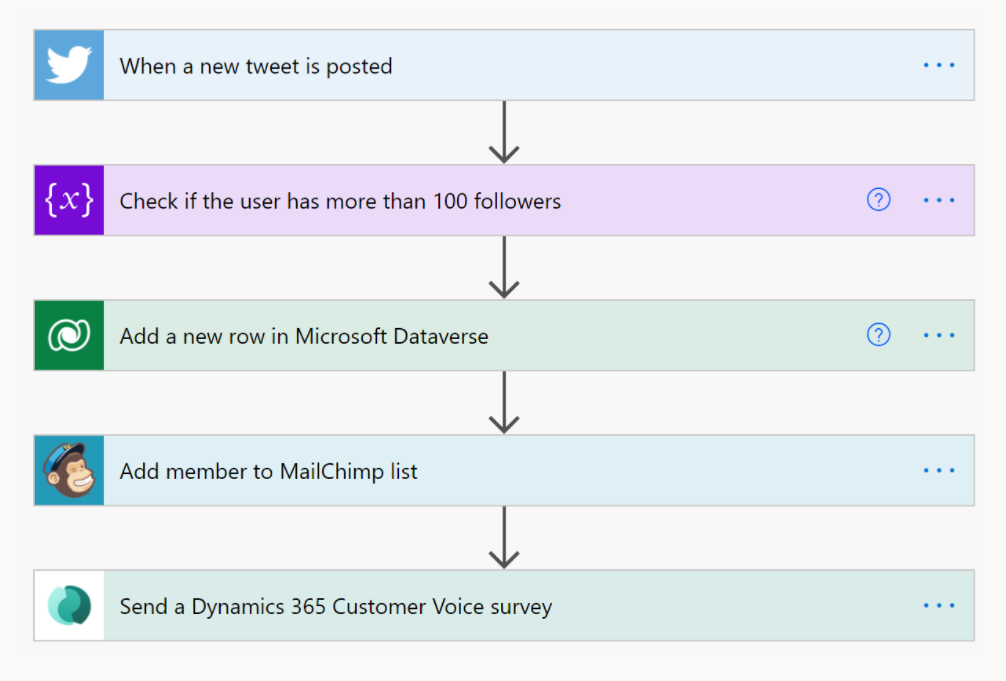 When a new tweet is posted
{x} Check if the user has more than 100 followers ?
Add a new row in Microsoft Dataverse ?
Add member to MailChimp list
Send a Dynamics 365 Customer Voice survey